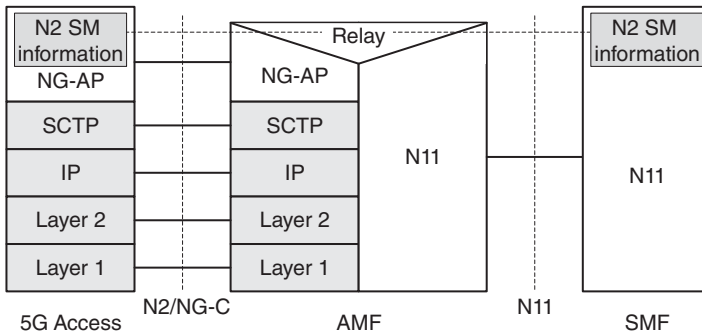 N2 SM
information
NG-AP
SCTP
IP
Layer 2
Layer 1
5G Access
N2/NG-C
Relay
NG-AP
SCTP
IP
Layer 2
Layer 1
N11
AMF
N11
N2 SM
information
N11
SMF